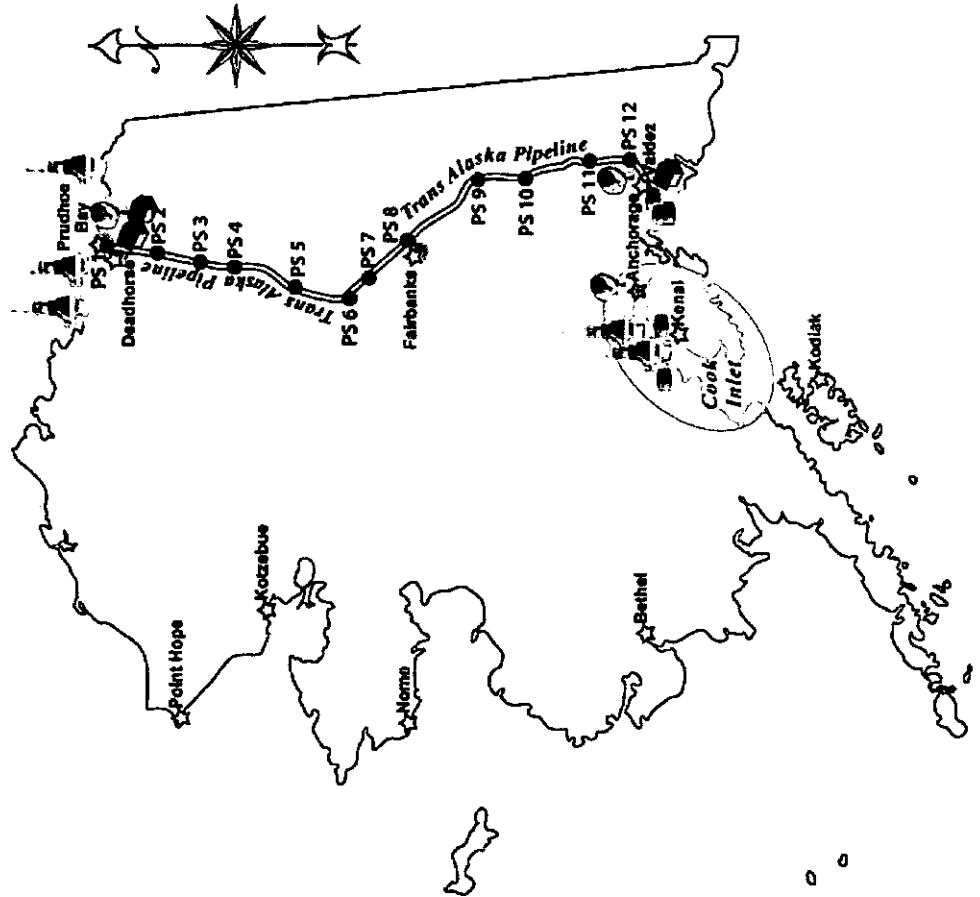 Prudhoe
Bay
PS 1
Deadhorse
PS 2
PS 3
PS 4
Trans Alaska Pipeline
PS 5
PS 6
PS 7
PS 8
Fairbanks
Trans Alaska Pipeline
PS 9
PS 10
PS 11
PS 12
Valdez
Anchorage
Kenai
Cook
Inlet
Kodiak
Point Hope
Kotzebue
Nome
Bethel
N